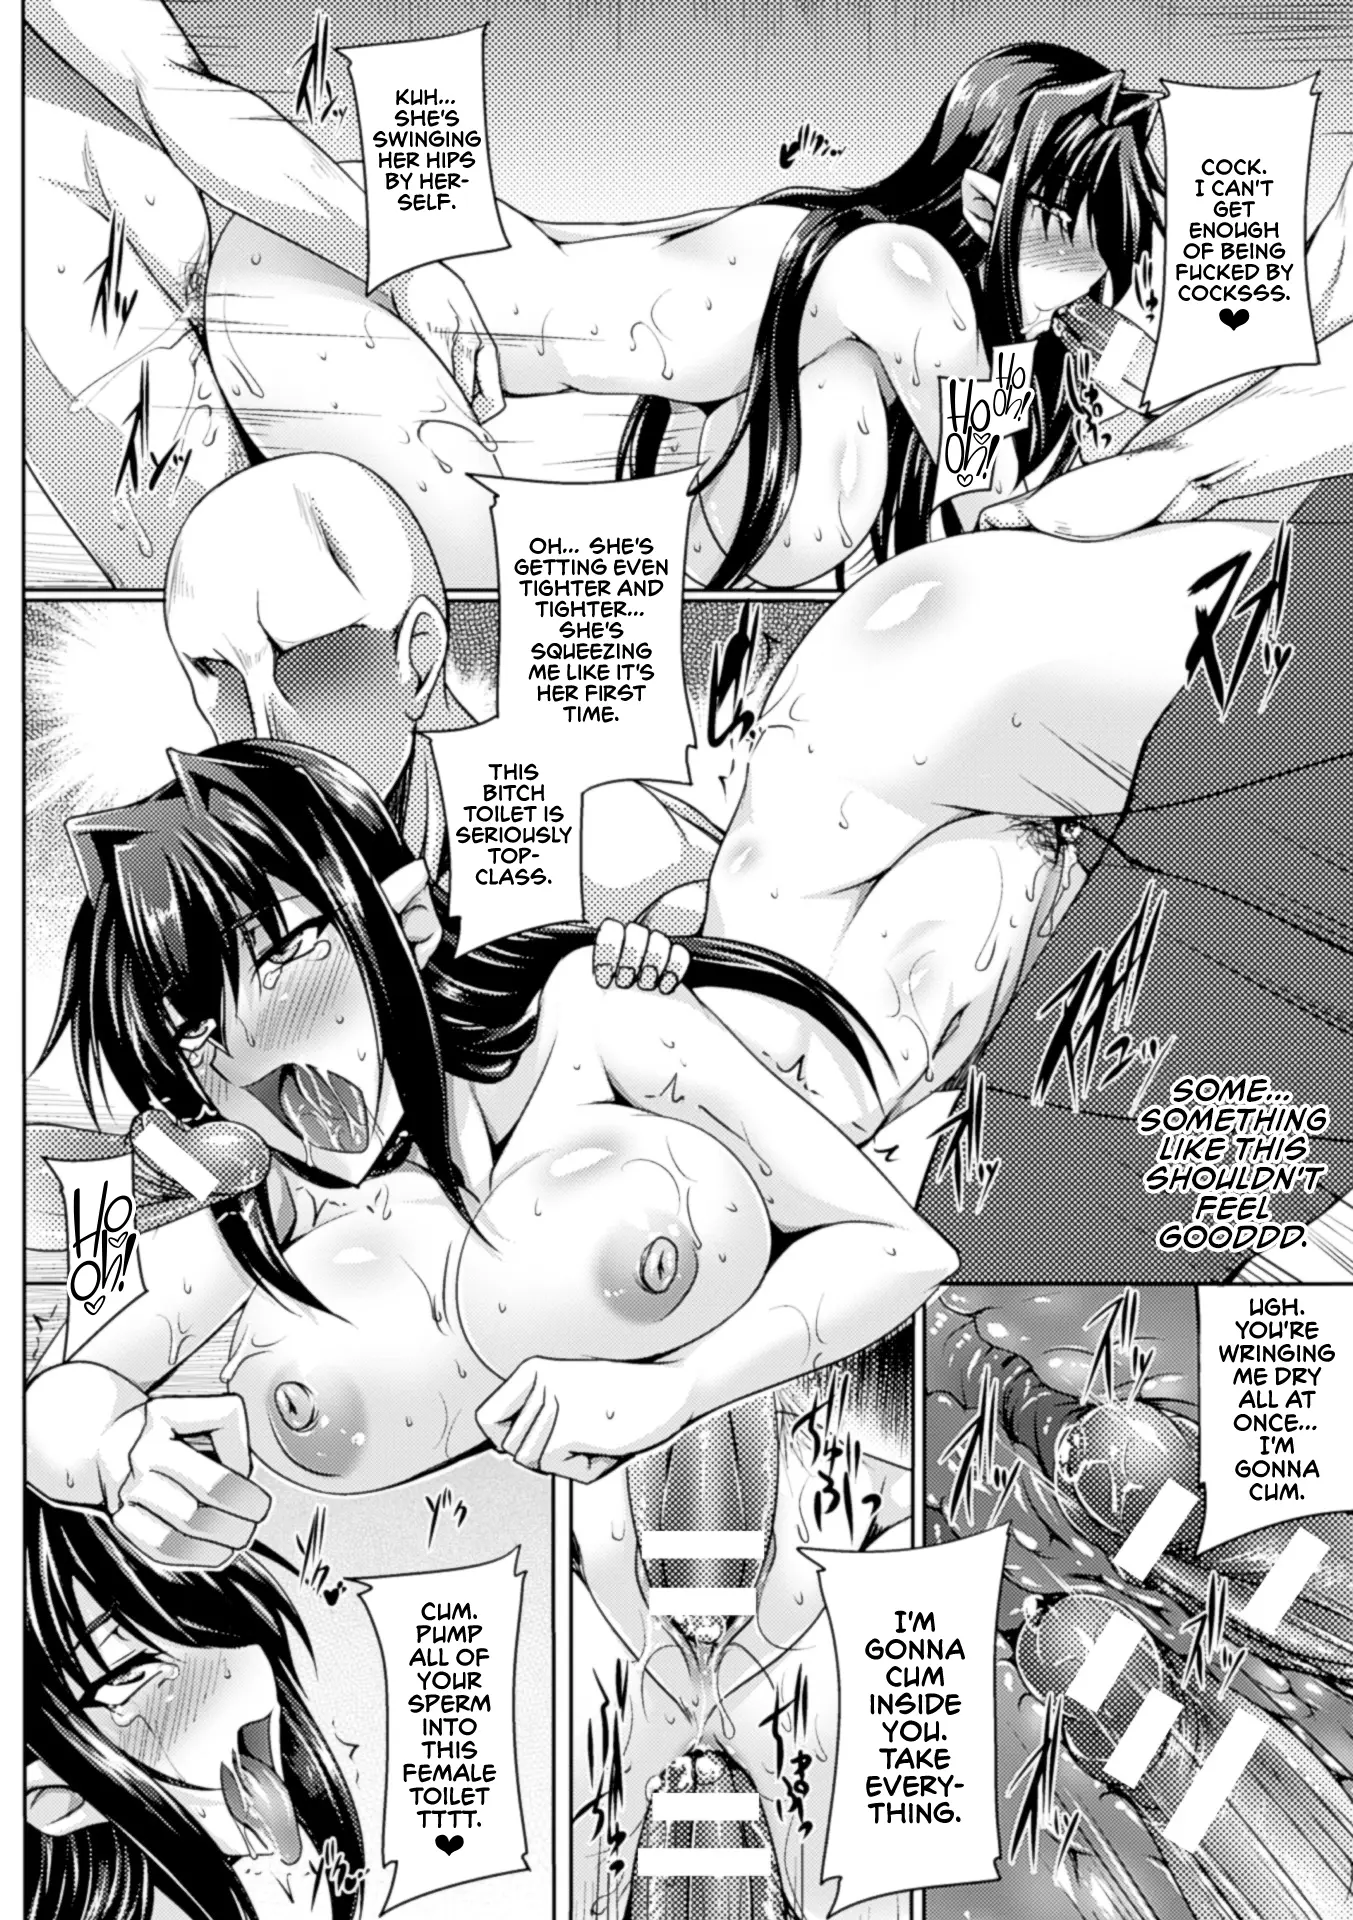 KUH...
SHE'S
SWINGING
HER HIPS
BY HER-
SELF.
COCK.
I CAN'T
GET
ENOUGH
OF BEING
FUCKED BY
COCKSSS.
HO
OH!
HO
OH!
OH... SHE'S
GETTING EVEN
TIGHTER AND
TIGHTER...
SHE'S
SQUEEZING
ME LIKE IT'S
HER FIRST
TIME.
THIS
BITCH
TOILET IS
SERIOUSLY
TOP-
CLASS.
HO
OH!
SOME...
SOMETHING
LIKE THIS
SHOULDN'T
FEEL
GOODDD.
UGH.
YOU'RE
WRINGING
ME DRY
ALL AT
ONCE...
I'M
GONNA
CUM.
CUM.
PUMP
ALL OF
YOUR
SPERM
INTO
THIS
FEMALE
TOILET
TTTT.
I'M
GONNA
CUM
INSIDE
YOU.
TAKE
EVERY-
THING.